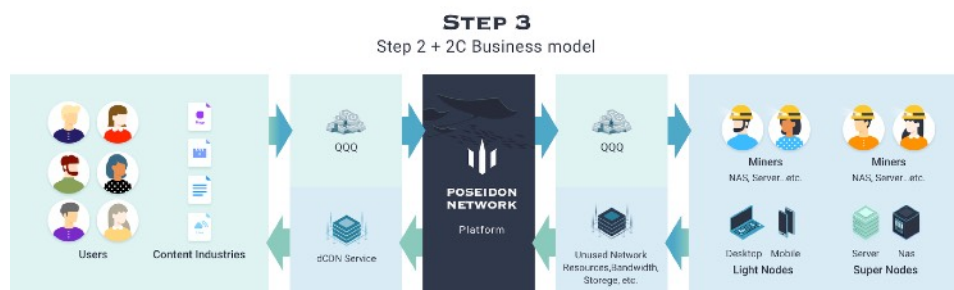 STEP 3
Step 2 + 2C Business model
Users
Content Industries
QQQ
dCDN Service
POSEIDON
NETWORK
Platform
QQQ
Unused Network
Resources,Bandwidth,
Storege, etc.
Miners
NAS, Server...etc.
Miners
NAS, Server...etc.
Desktop
Mobile
Light Nodes
Server
Nas
Super Nodes